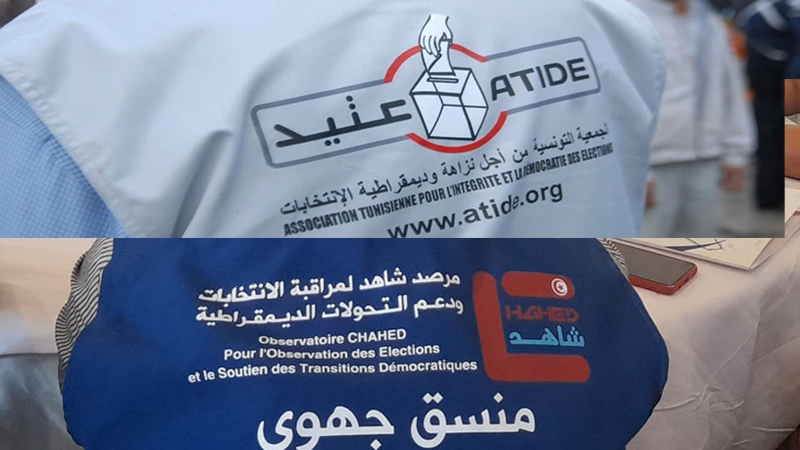 عتيد ATIDE
الجمعية التونسية من أجل نزاهة وديمقراطية الإنتخابات
ASSOCIATION TUNISIENNE POUR L'INTEGRITE ET LA DEMOCRATIE DES ELECTIONS
www.atide.org
مرصد شاهد لمراقبة الانتخابات
ودعم التحولات الديمقراطية
Observatoire CHAHED
Pour l'Observation des Elections
et le Soutien des Transitions Démocratiques
CHAHED
شاهد
منسق جهوي